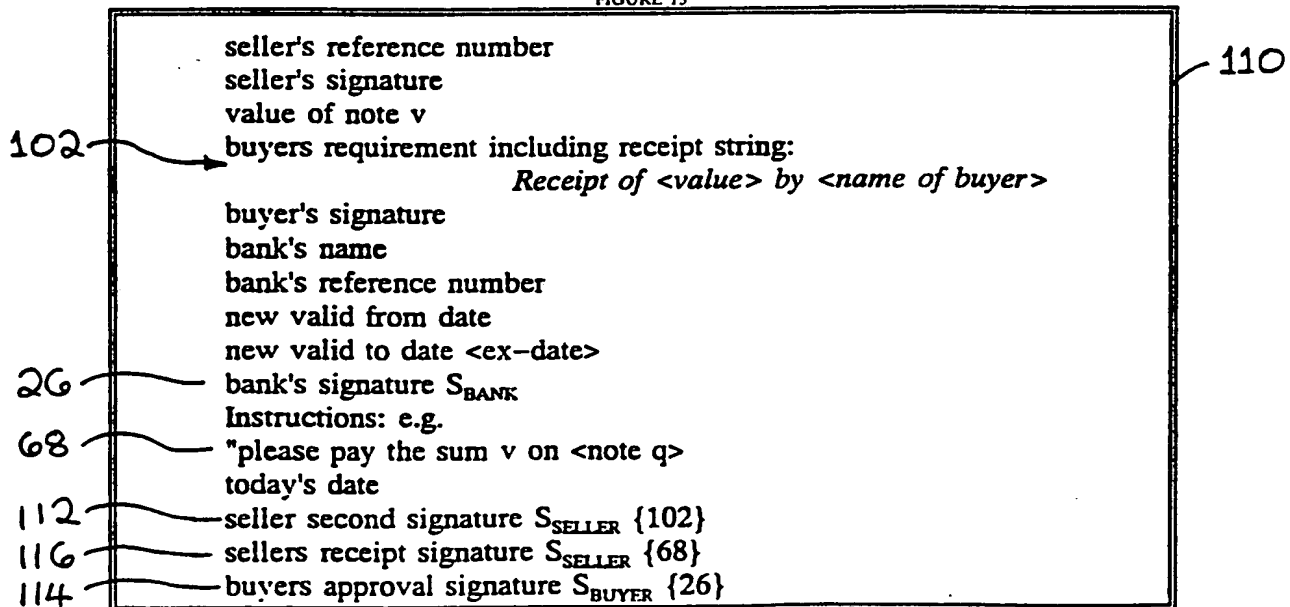 FIGURE 15
seller's reference number
110
seller's signature
value of note v
102
buyers requirement including receipt string:
Receipt of <value> by <name of buyer>
buyer's signature
bank's name
bank's reference number
new valid from date
new valid to date <ex-date>
26
bank's signature S_BANK
Instructions: e.g.
68
"please pay the sum v on <note q>
today's date
112
seller second signature S_SELLER {102}
116
sellers receipt signature S_SELLER {68}
114
buyers approval signature S_BUYER {26}